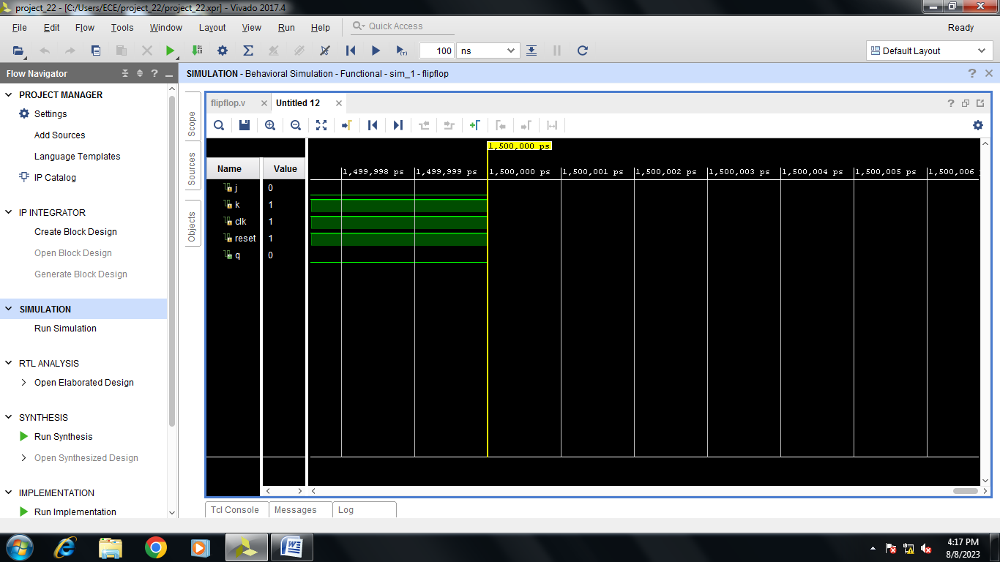 project_22 - [C:/Users/ECE/project_22/project_22.xpr] - Vivado 2017.4
File Edit Flow Tools Window Layout View Run Help Quick Access Ready
100 ns Default Layout
Flow Navigator
SIMULATION - Behavioral Simulation - Functional - sim_1 - flipflop
PROJECT MANAGER
Settings
Add Sources
Language Templates
IP Catalog
IP INTEGRATOR
Create Block Design
Open Block Design
Generate Block Design
SIMULATION
Run Simulation
RTL ANALYSIS
Open Elaborated Design
SYNTHESIS
Run Synthesis
Open Synthesized Design
IMPLEMENTATION
Run Implementation
Scope
Sources
Objects
flipflop.v Untitled 12
1,500,000 ps
Name Value
1,499,998 ps 1,499,999 ps 1,500,000 ps 1,500,001 ps 1,500,002 ps 1,500,003 ps 1,500,004 ps 1,500,005 ps 1,500,006
j 0
k 1
clk 1
reset 1
q 0
Tcl Console Messages Log
4:17 PM
8/8/2023